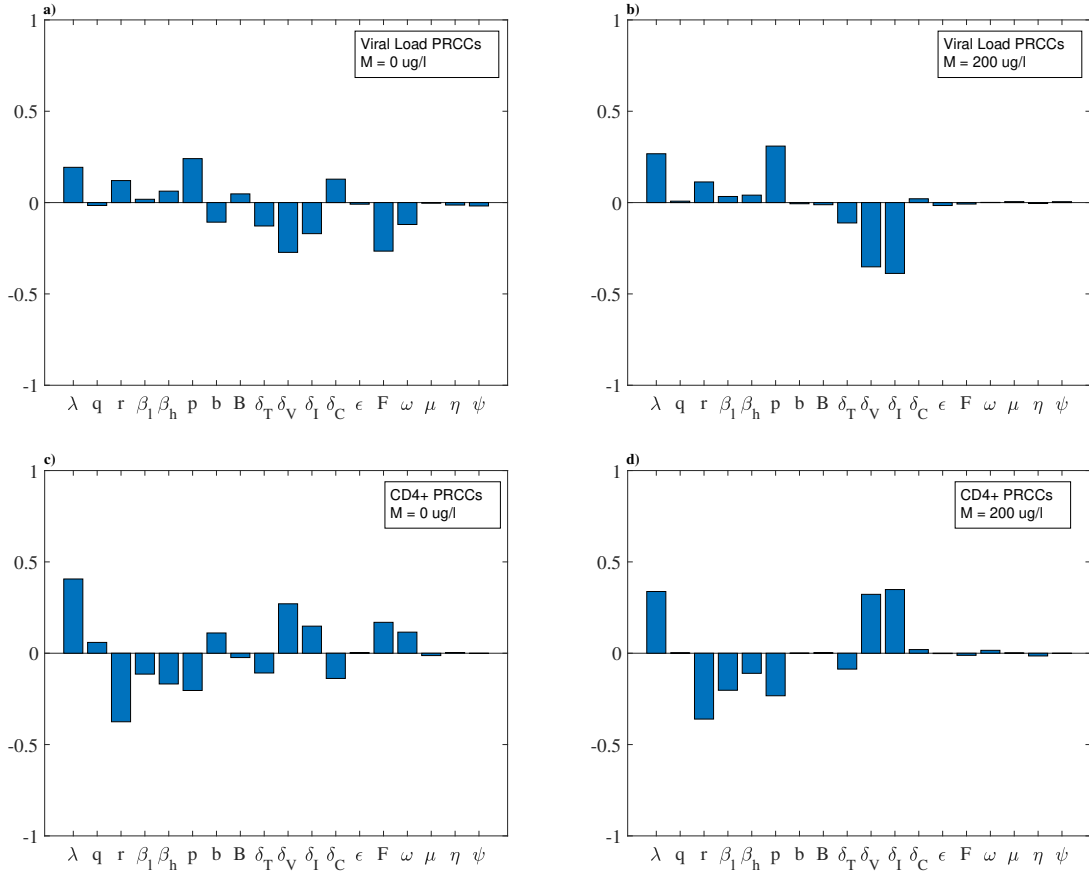 a)
Viral Load PRCCs
M = 0 ug/l
1
0.5
0
-0.5
-1
λ q r β_l β_h p b B δ_T δ_V δ_I δ_C ϵ F ω μ η ψ
b)
Viral Load PRCCs
M = 200 ug/l
1
0.5
0
-0.5
-1
λ q r β_l β_h p b B δ_T δ_V δ_I δ_C ϵ F ω μ η ψ
c)
CD4+ PRCCs
M = 0 ug/l
1
0.5
0
-0.5
-1
λ q r β_l β_h p b B δ_T δ_V δ_I δ_C ϵ F ω μ η ψ
d)
CD4+ PRCCs
M = 200 ug/l
1
0.5
0
-0.5
-1
λ q r β_l β_h p b B δ_T δ_V δ_I δ_C ϵ F ω μ η ψ